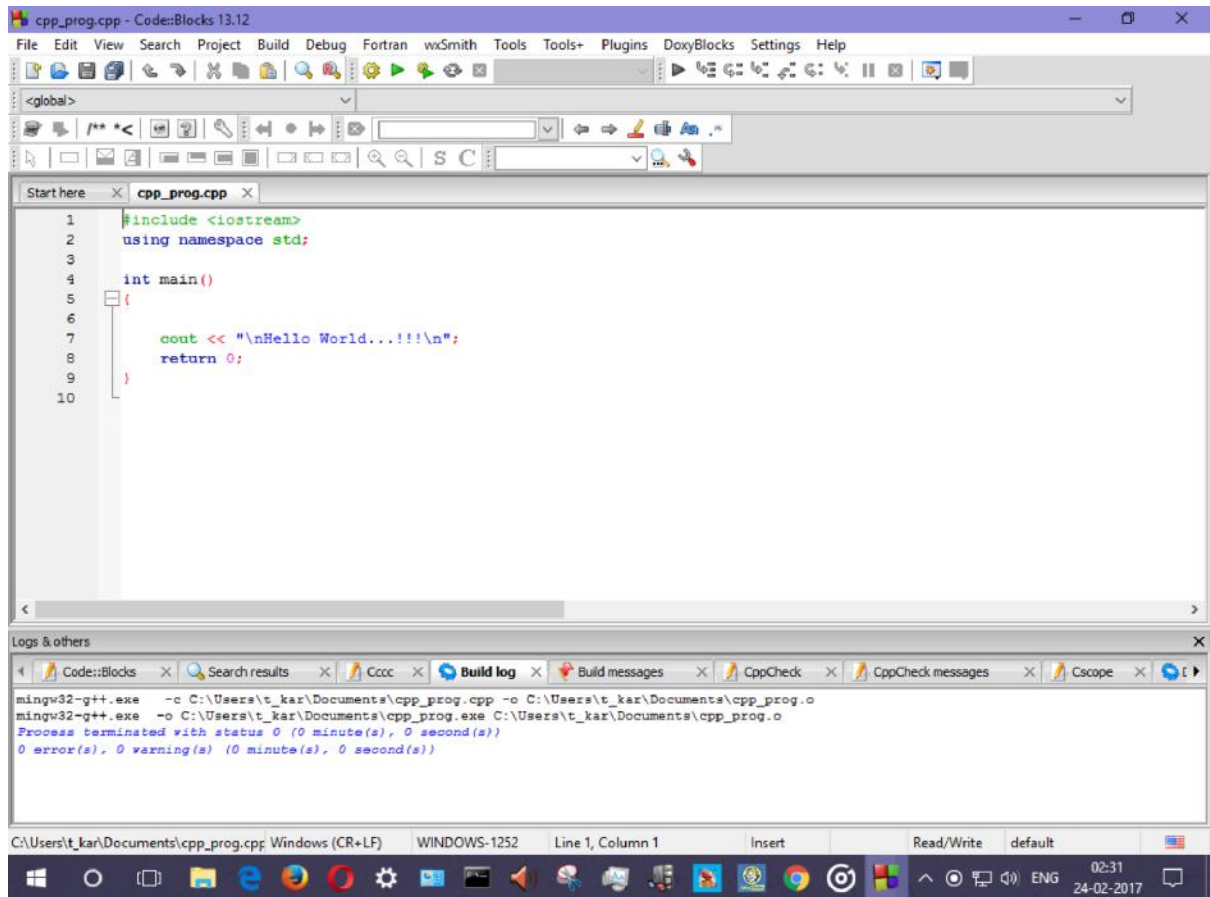 cpp_prog.cpp - Code::Blocks 13.12
File Edit View Search Project Build Debug Fortran wxSmith Tools Tools+ Plugins DoxyBlocks Settings Help
<global>
/** *<
S C
Start here cpp_prog.cpp
1 #include <iostream>
2 using namespace std;
3
4 int main()
5 {
6
7 cout << "\nHello World...!!!\n";
8 return 0;
9 }
10
Logs & others
Code::Blocks Search results Cccc Build log Build messages CppCheck CppCheck messages Cscope
mingw32-g++.exe -c C:\Users\t_kar\Documents\cpp_prog.cpp -o C:\Users\t_kar\Documents\cpp_prog.o
mingw32-g++.exe -o C:\Users\t_kar\Documents\cpp_prog.exe C:\Users\t_kar\Documents\cpp_prog.o
Process terminated with status 0 (0 minute(s), 0 second(s))
0 error(s), 0 warning(s) (0 minute(s), 0 second(s))
C:\Users\t_kar\Documents\cpp_prog.cpp Windows (CR+LF) WINDOWS-1252 Line 1, Column 1 Insert Read/Write default
ENG 02:31
24-02-2017